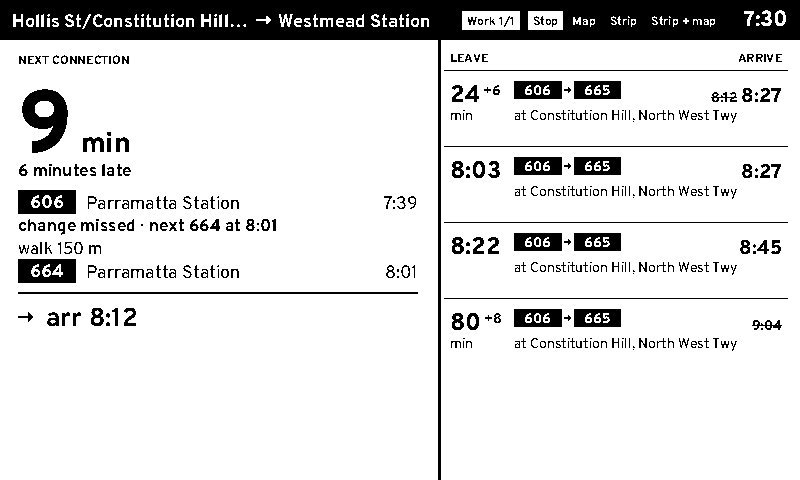 Hollis St/Constitution Hill... → Westmead Station
Work 1/1 Stop Map Strip Strip + map 7:30
NEXT CONNECTION
9 min
6 minutes late
606 Parramatta Station 7:39
change missed · next 664 at 8:01
walk 150 m
664 Parramatta Station 8:01
→ arr 8:12
LEAVE ARRIVE
24 +6 min 606 → 665 8:12 8:27
at Constitution Hill, North West Twy
8:03 606 → 665 8:27
at Constitution Hill, North West Twy
8:22 606 → 665 8:45
at Constitution Hill, North West Twy
80 +8 min 606 → 665 9:04
at Constitution Hill, North West Twy